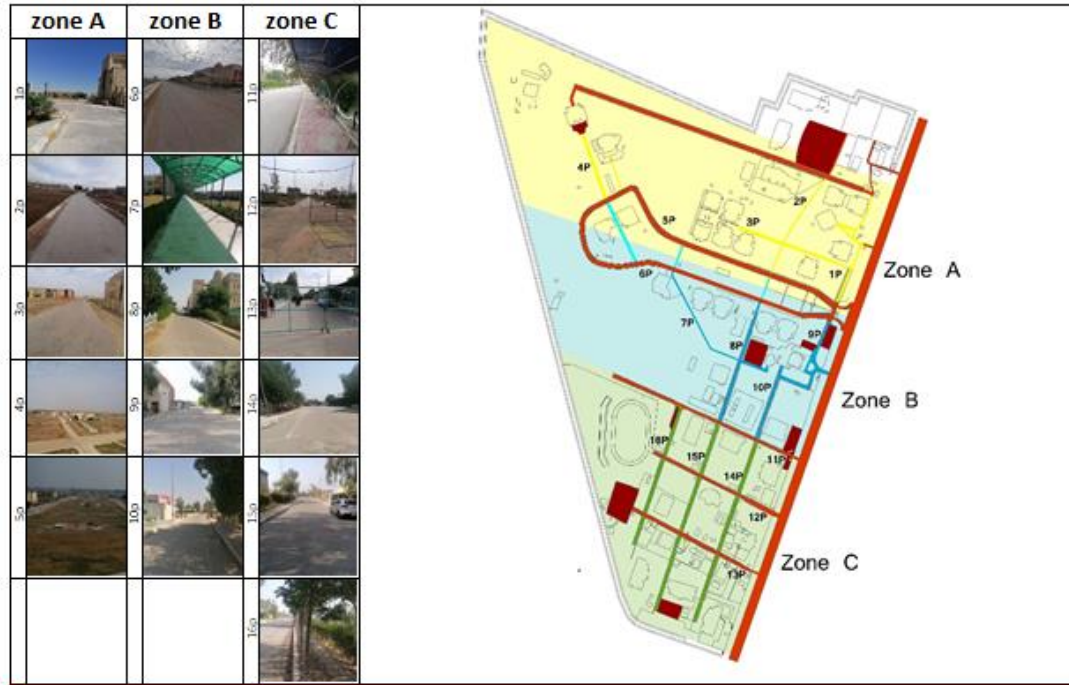 zone A zone B zone C
1p 6p 11p
2p 7p 12p
3p 8p 13p
4p 9p 14p
5p 10p 15p
16p
4P
2P
5P 3P
6P 1P
Zone A
7P
9P
8P
10P
Zone B
16P
15P
11P
14P
12P
Zone C
13P